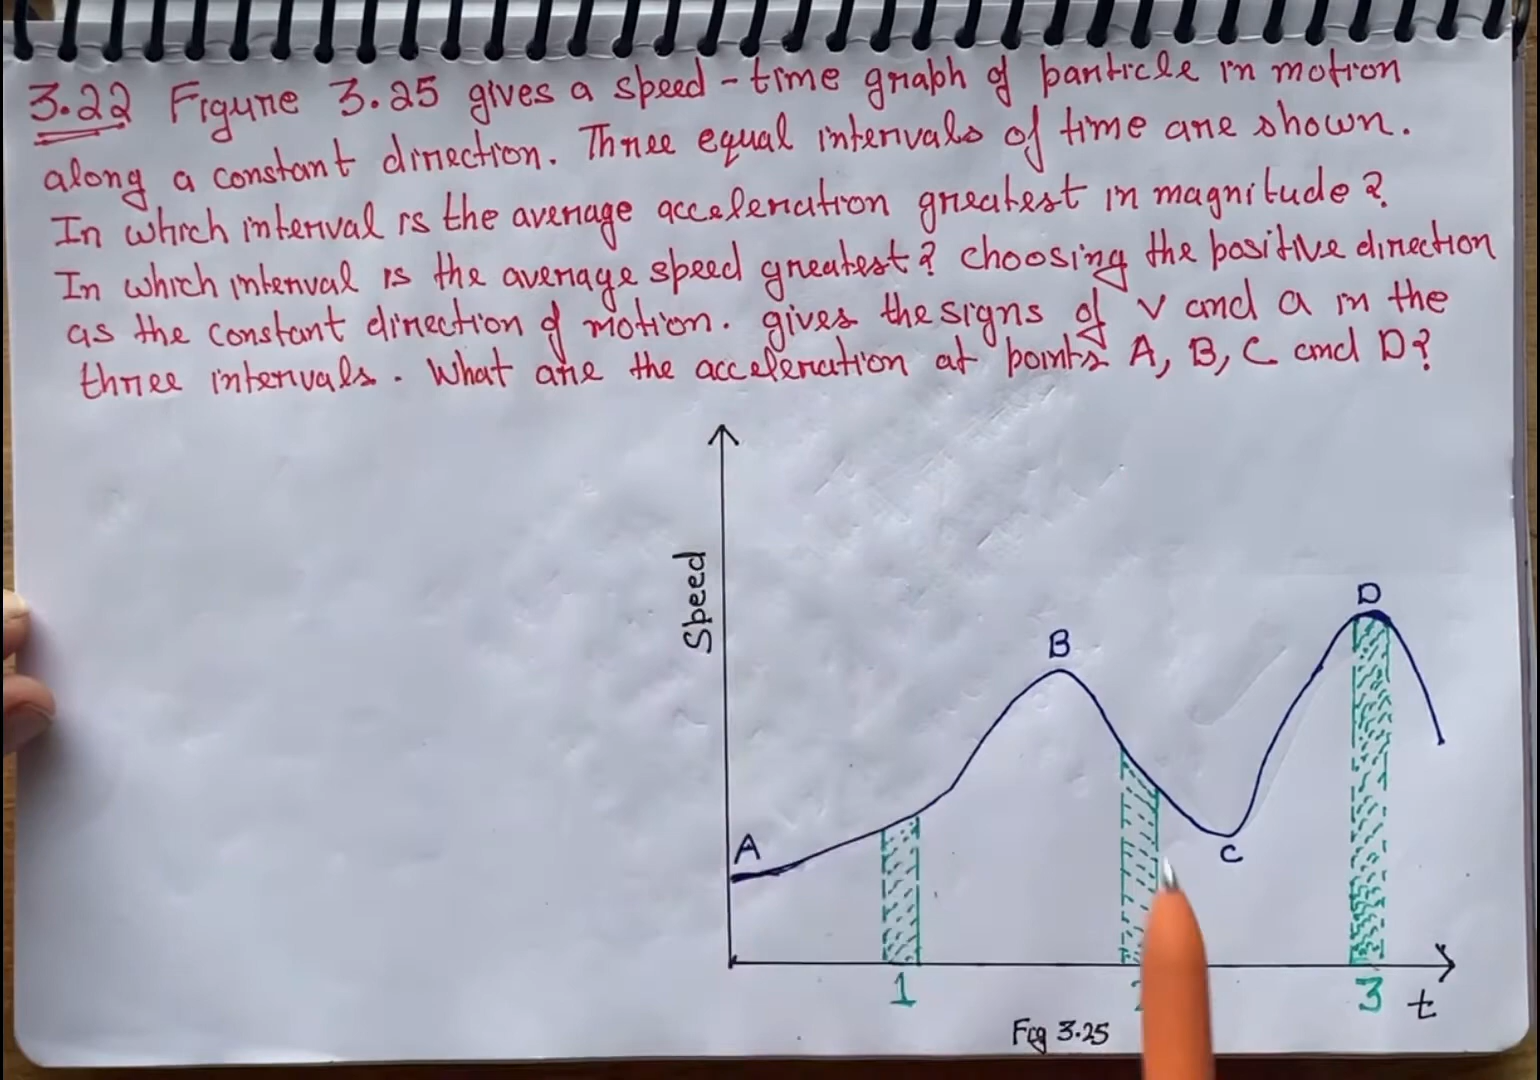 3.22 Figure 3.25 gives a speed-time graph of particle in motion
along a constant direction. Three equal intervals of time are shown.
In which interval is the average acceleration greatest in magnitude?
In which interval is the average speed greatest? choosing the positive direction
as the constant direction of motion. gives the signs of v and a in the
three intervals. What are the acceleration at points A, B, C and D?
Speed
D
B
A
C
1
3
t
Fig 3.25